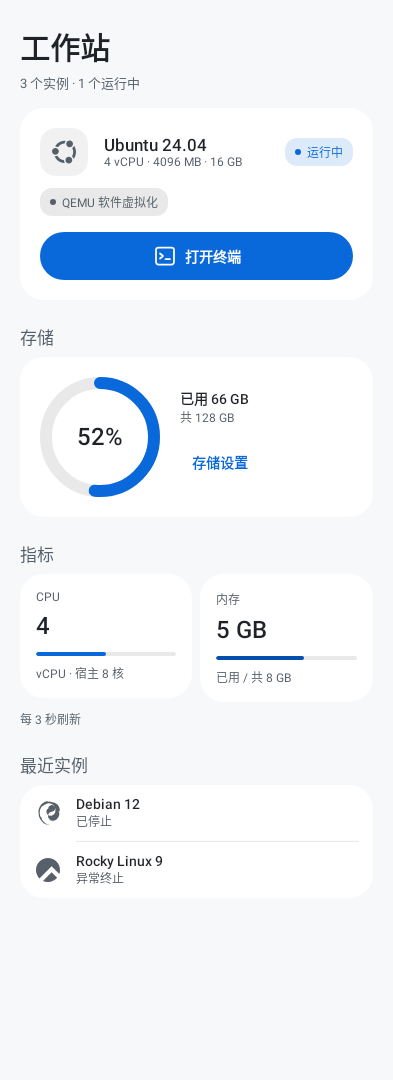 工作站
3 个实例 · 1 个运行中
Ubuntu 24.04
4 vCPU · 4096 MB · 16 GB
运行中
QEMU 软件虚拟化
打开终端
存储
52%
已用 66 GB
共 128 GB
存储设置
指标
CPU
4
vCPU · 宿主 8 核
内存
5 GB
已用 / 共 8 GB
每 3 秒刷新
最近实例
Debian 12
已停止
Rocky Linux 9
异常终止